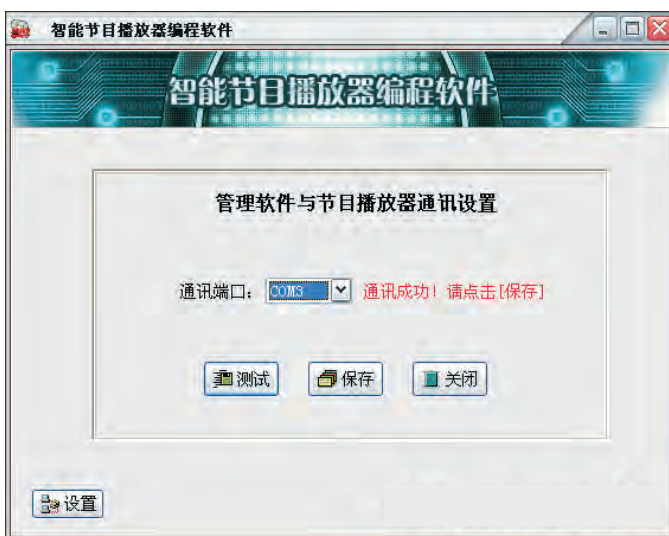 智能节目播放器编程软件
智能节目播放器编程软件
管理软件与节目播放器通讯设置
通讯端口： COM3 通讯成功！请点击[保存]
测试 保存 关闭
设置